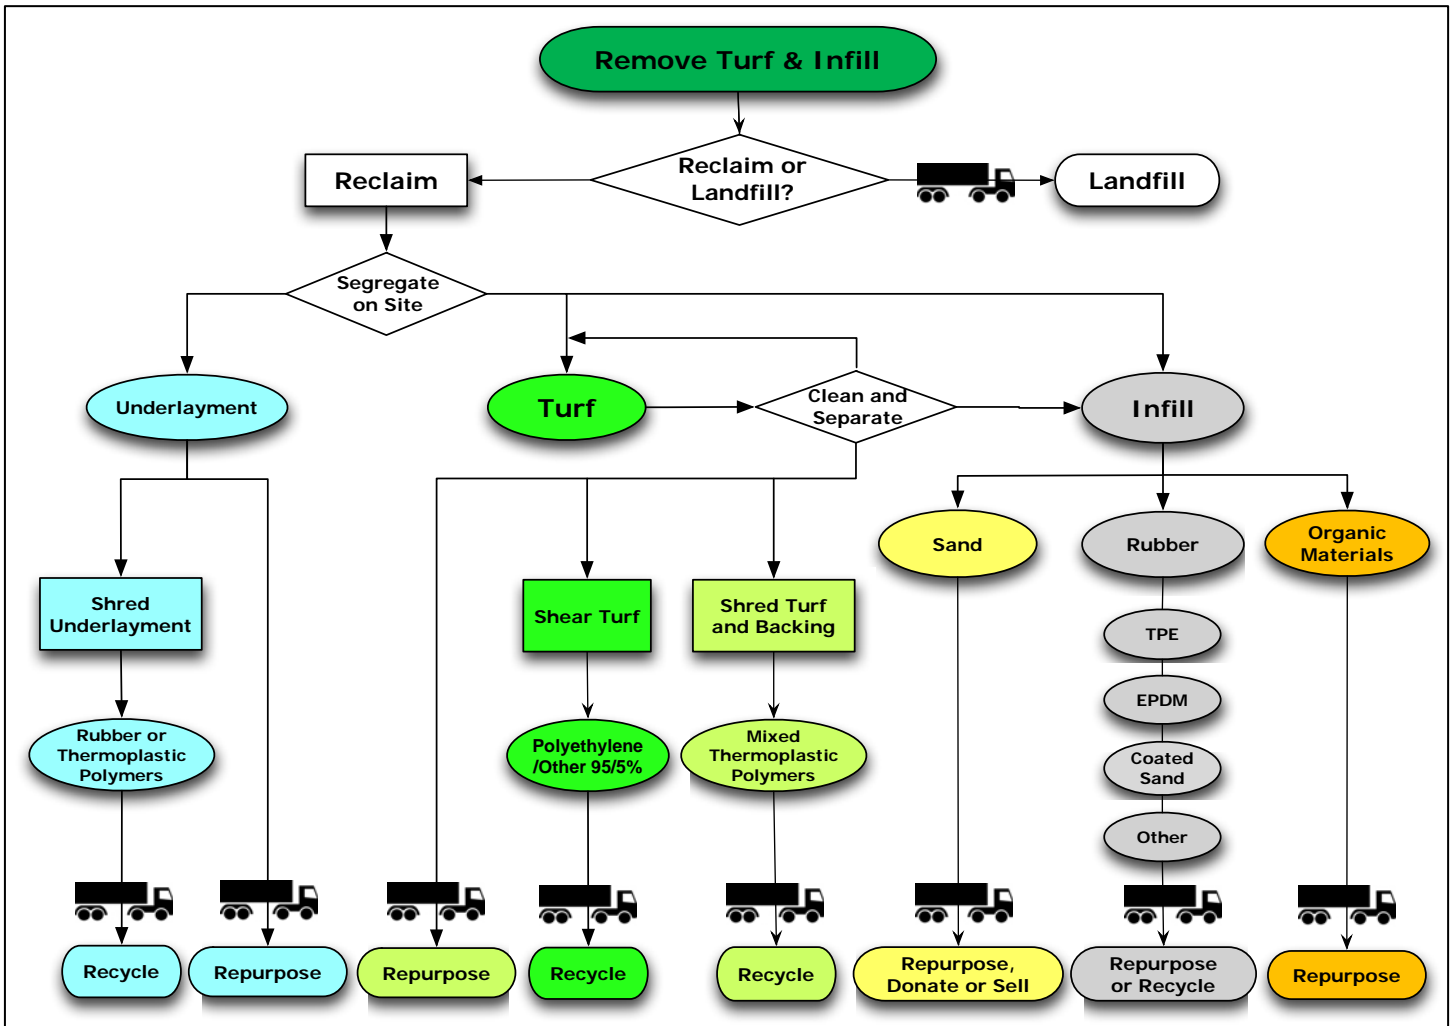 Remove Turf & Infill
Reclaim or
Landfill?
Reclaim
Landfill
Segregate
on Site
Underlayment
Turf
Clean and
Separate
Infill
Sand
Rubber
Organic
Materials
Shred
Underlayment
Shear Turf
Shred Turf
and Backing
TPE
EPDM
Coated
Sand
Other
Rubber or
Thermoplastic
Polymers
Polyethylene
/Other 95/5%
Mixed
Thermoplastic
Polymers
Recycle
Repurpose
Repurpose
Recycle
Recycle
Repurpose,
Donate or Sell
Repurpose
or Recycle
Repurpose